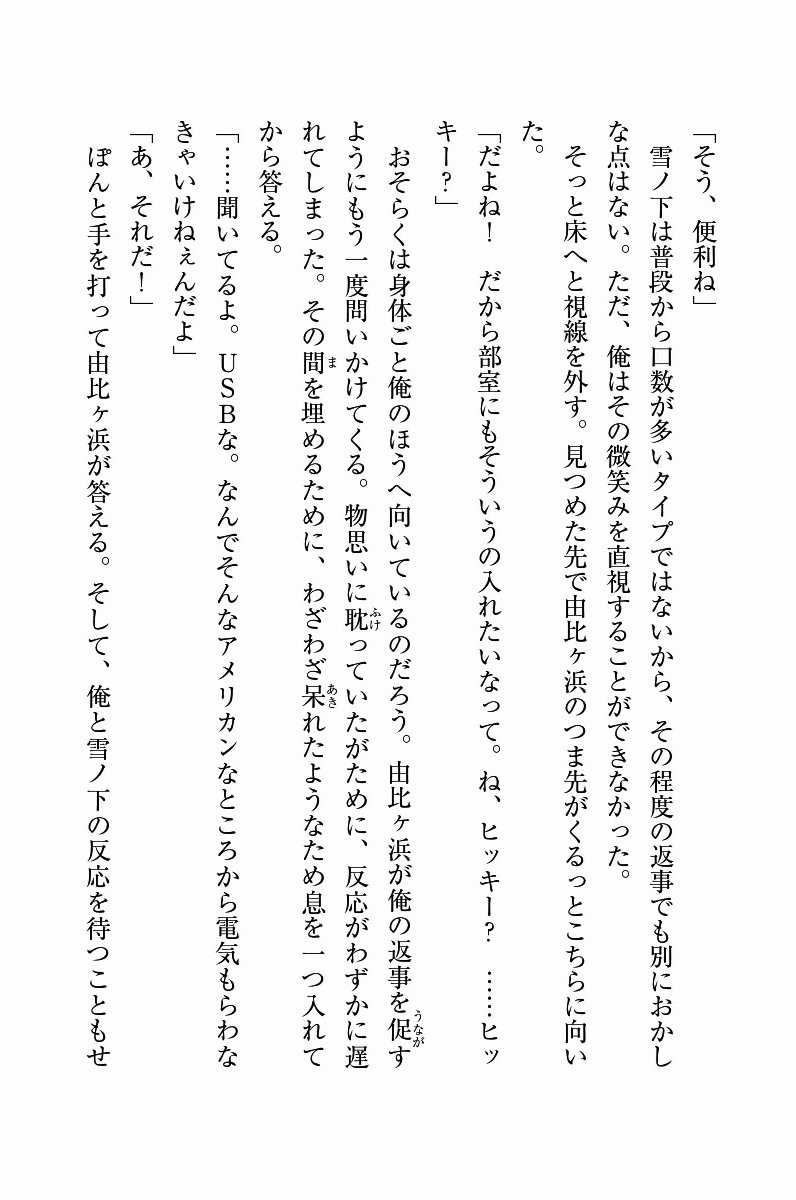 「そう、便利ね」
　雪ノ下は普段から口数が多いタイプではないから、その程度の返事でも別におかし
な点はない。ただ、俺はその微笑みを直視することができなかった。
　そっと床へと視線を外す。見つめた先で由比ヶ浜のつま先がくるっとこちらに向い
た。
「だよね！　だから部室にもそういうの入れたいなって。ね、ヒッキー？　……ヒッ
キー？」
　おそらくは身体ごと俺のほうへ向いているのだろう。由比ヶ浜が俺の返事を促す
ようにもう一度問いかけてくる。物思いに耽っていたがために、反応がわずかに遅
れてしまった。その間を埋めるために、わざわざ呆れたようなため息を一つ入れて
から答える。
「……聞いてるよ。ＵＳＢな。なんでそんなアメリカンなところから電気もらわな
きゃいけねぇんだよ」
「あ、それだ！」
　ぽんと手を打って由比ヶ浜が答える。そして、俺と雪ノ下の反応を待つこともせ